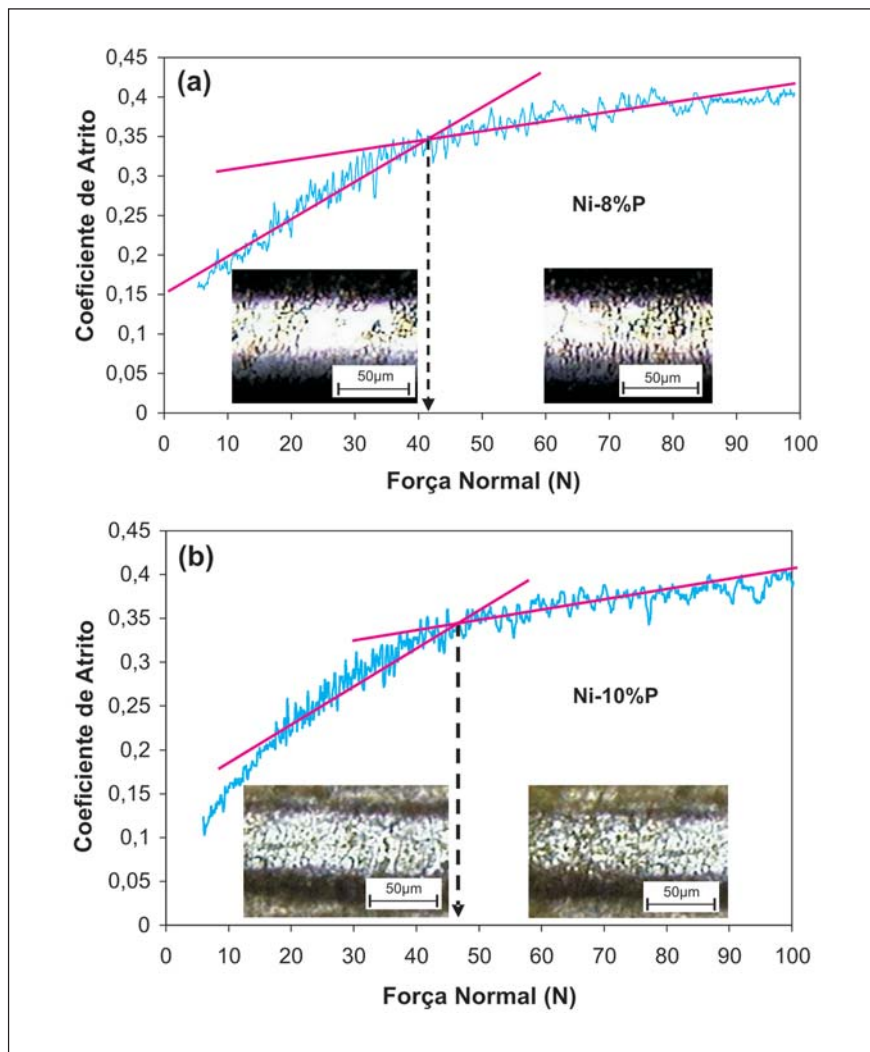 (a)
0,45
0,4
0,35
0,3
0,25
0,2
0,15
0,1
0,05
0
Coeficiente de Atrito
Ni-8%P
50µm
50µm
0 10 20 30 40 50 60 70 80 90 100
Força Normal (N)
(b)
0,45
0,4
0,35
0,3
0,25
0,2
0,15
0,1
0,05
0
Coeficiente de Atrito
Ni-10%P
50µm
50µm
0 10 20 30 40 50 60 70 80 90 100
Força Normal (N)